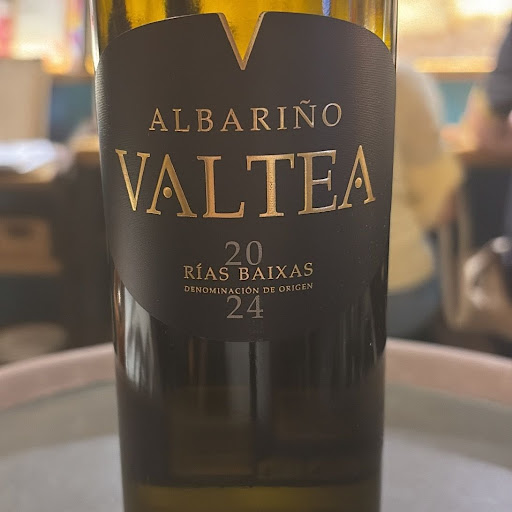 ALBARIÑO
VALTEA
20
RÍAS BAIXAS
DENOMINACIÓN DE ORIGEN
24